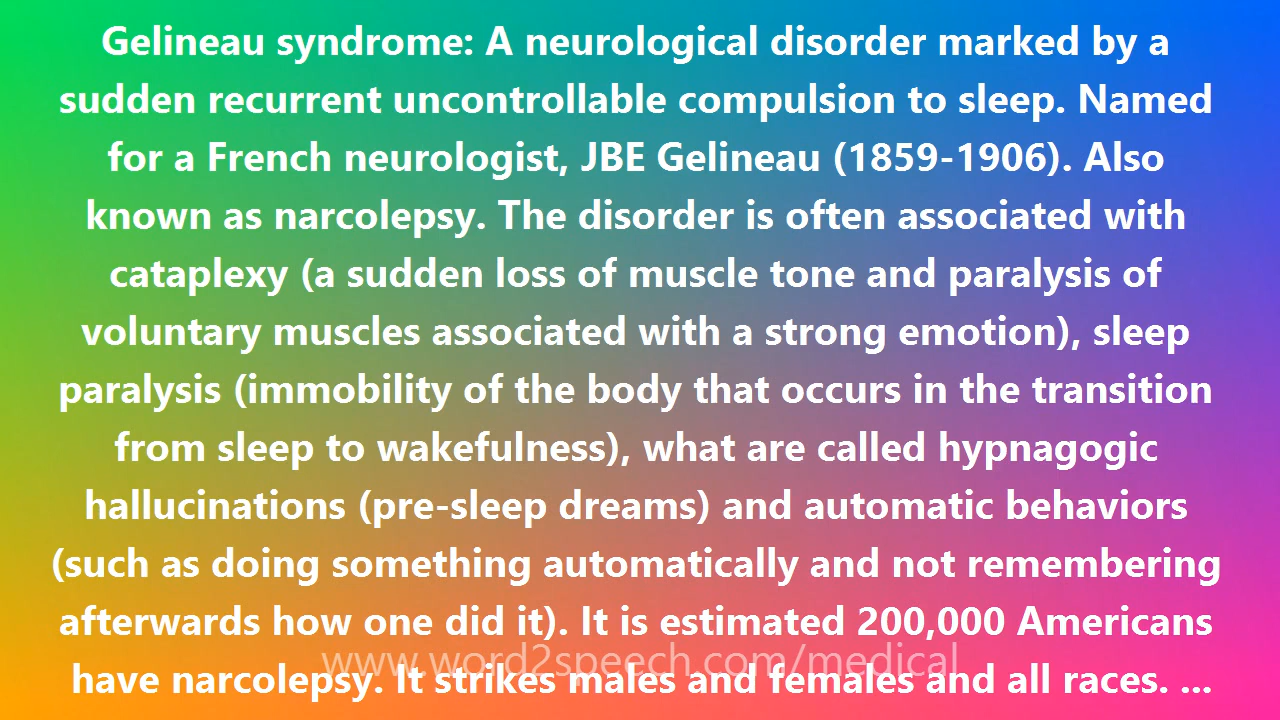 Gelineau syndrome: A neurological disorder marked by a
sudden recurrent uncontrollable compulsion to sleep. Named
for a French neurologist, JBE Gelineau (1859-1906). Also
known as narcolepsy. The disorder is often associated with
cataplexy (a sudden loss of muscle tone and paralysis of
voluntary muscles associated with a strong emotion), sleep
paralysis (immobility of the body that occurs in the transition
from sleep to wakefulness), what are called hypnagogic
hallucinations (pre-sleep dreams) and automatic behaviors
(such as doing something automatically and not remembering
afterwards how one did it). It is estimated 200,000 Americans
www.word2speech.com/medical
have narcolepsy. It strikes males and females and all races. ...